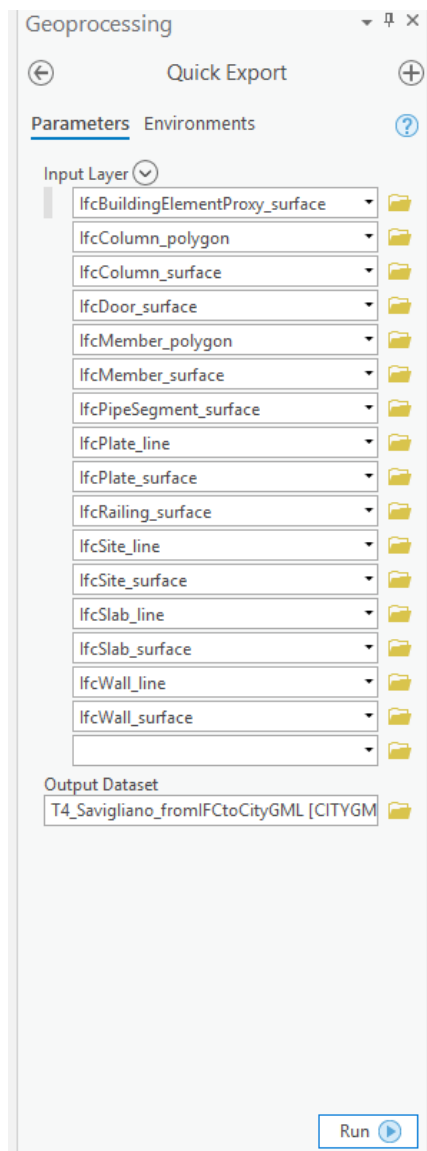 Geoprocessing
Quick Export
Parameters Environments
Input Layer
IfcBuildingElementProxy_surface
IfcColumn_polygon
IfcColumn_surface
IfcDoor_surface
IfcMember_polygon
IfcMember_surface
IfcPipeSegment_surface
IfcPlate_line
IfcPlate_surface
IfcRailing_surface
IfcSite_line
IfcSite_surface
IfcSlab_line
IfcSlab_surface
IfcWall_line
IfcWall_surface
Output Dataset
T4_Savigliano_fromIFCtoCityGML [CITYGM
Run